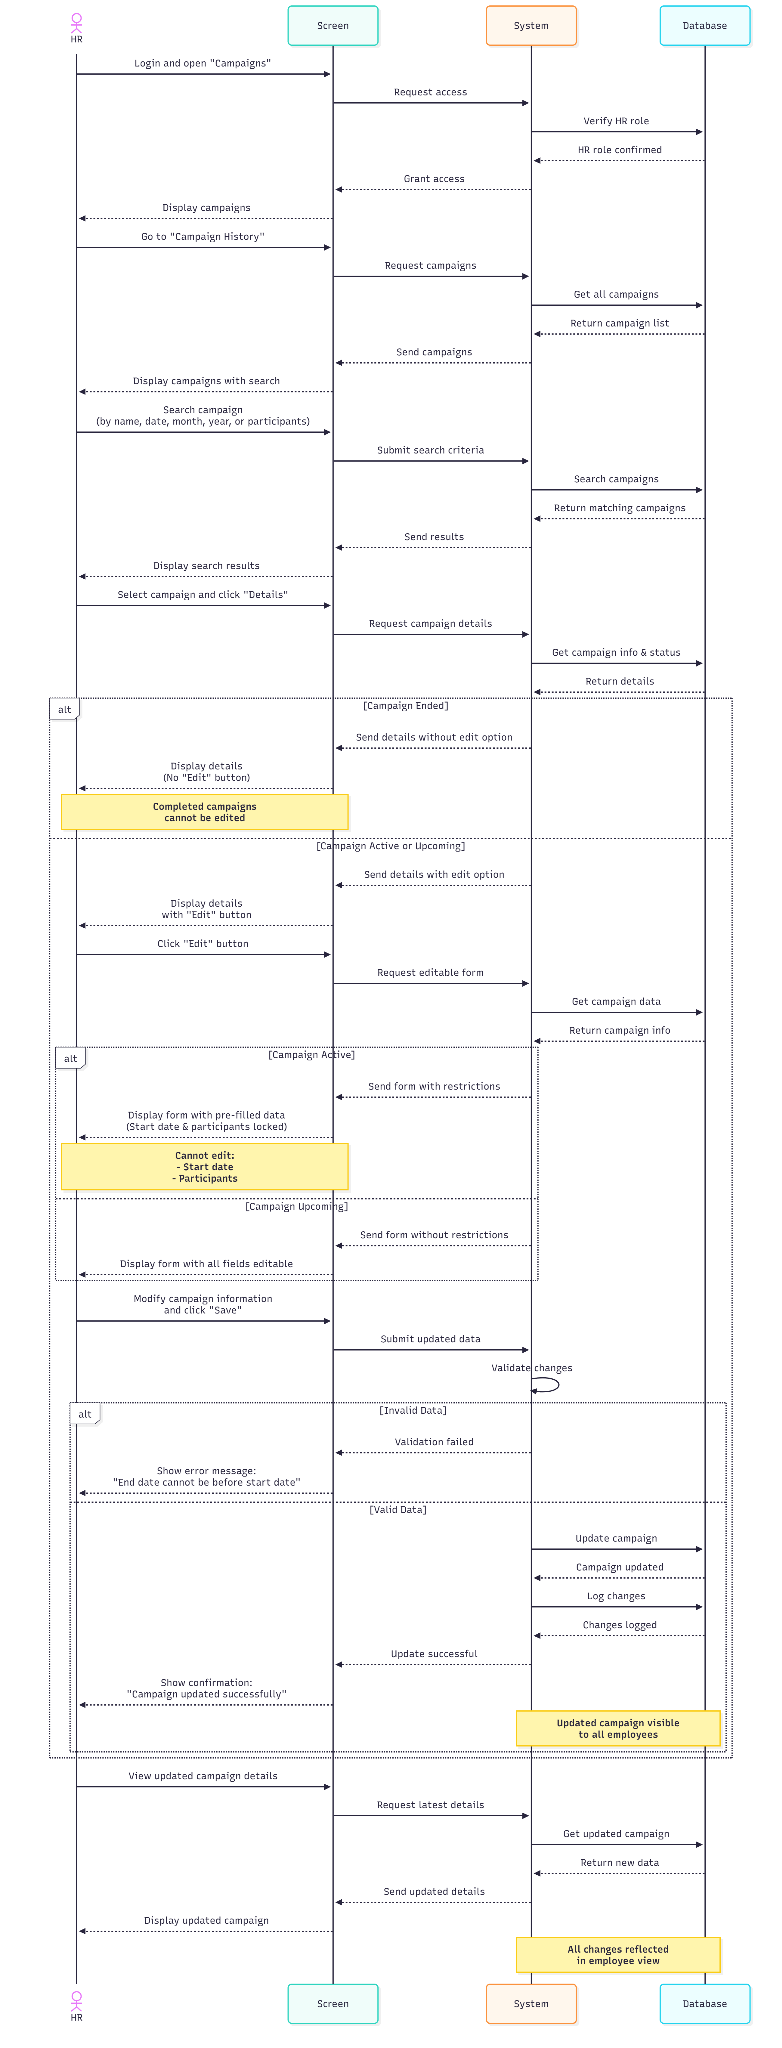 HR
Screen
System
Database
Login and open "Campaigns"
Request access
Verify HR role
HR role confirmed
Grant access
Display campaigns
Go to "Campaign History"
Request campaigns
Get all campaigns
Return campaign list
Send campaigns
Display campaigns with search
Search campaign
(by name, date, month, year, or participants)
Submit search criteria
Search campaigns
Return matching campaigns
Send results
Display search results
Select campaign and click "Details"
Request campaign details
Get campaign info & status
Return details
alt
[Campaign Ended]
Send details without edit option
Display details
(No "Edit" button)
Completed campaigns
cannot be edited
[Campaign Active or Upcoming]
Send details with edit option
Display details
with "Edit" button
Click "Edit" button
Request editable form
Get campaign data
Return campaign info
alt
[Campaign Active]
Send form with restrictions
Display form with pre-filled data
(Start date & participants locked)
Cannot edit:
- Start date
- Participants
[Campaign Upcoming]
Send form without restrictions
Display form with all fields editable
Modify campaign information
and click "Save"
Submit updated data
Validate changes
alt
[Invalid Data]
Validation failed
Show error message:
"End date cannot be before start date"
[Valid Data]
Update campaign
Campaign updated
Log changes
Changes logged
Update successful
Show confirmation:
"Campaign updated successfully"
Updated campaign visible
to all employees
View updated campaign details
Request latest details
Get updated campaign
Return new data
Send updated details
Display updated campaign
All changes reflected
in employee view
HR
Screen
System
Database